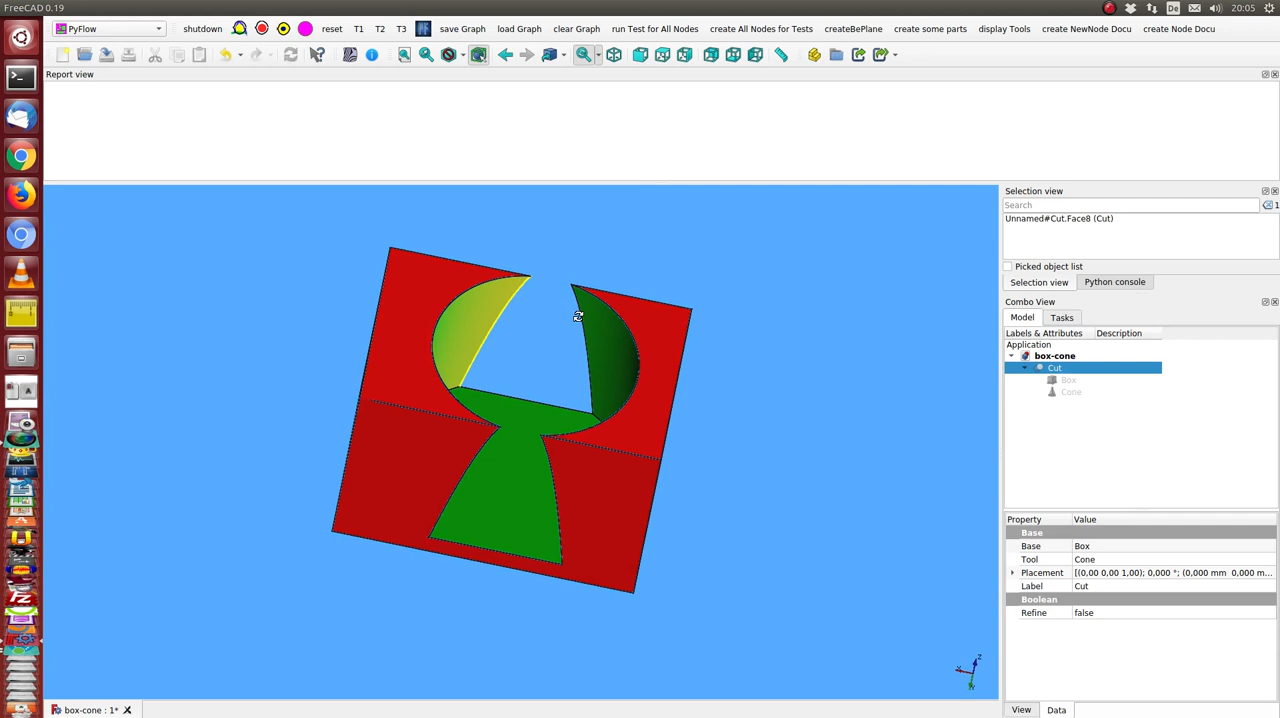 FreeCAD 0.19
De
20:05
PyFlow
shutdown
reset
T1
T2
T3
save Graph
load Graph
clear Graph
run Test for All Nodes
create All Nodes for Tests
createBePlane
create some parts
display Tools
create NewNode Docu
create Node Docu
Report view
Selection view
Search
1
Unnamed#Cut.Face8 (Cut)
Picked object list
Selection view
Python console
Combo View
Model
Tasks
Labels & Attributes
Description
Application
box-cone
Cut
Box
Cone
Property
Value
Base
Base
Box
Tool
Cone
Placement
[(0,00 0,00 1,00); 0,000 °; (0,000 mm  0,000 m...
Label
Cut
Boolean
Refine
false
View
Data
box-cone : 1*